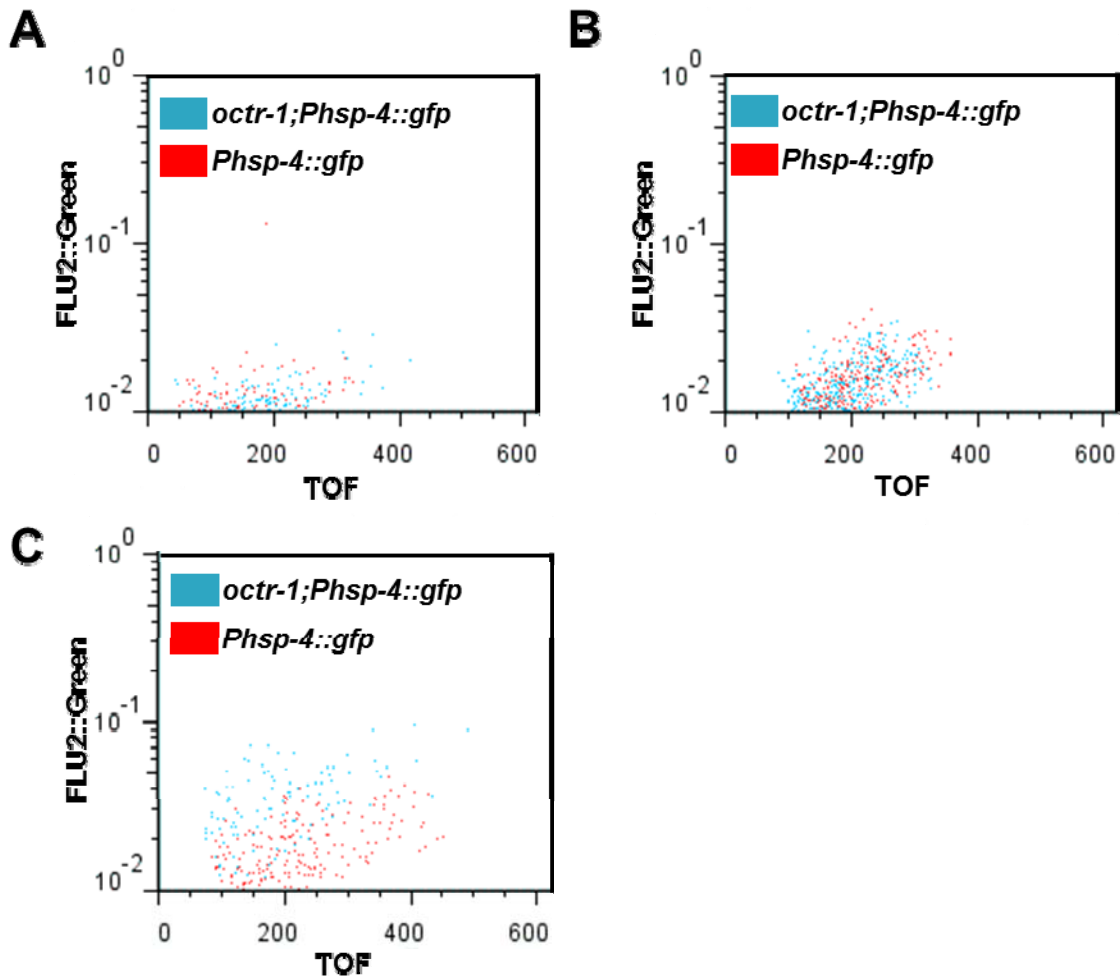 A
10^0
octr-1;Phsp-4::gfp
Phsp-4::gfp
10^-1
FLU2::Green
10^-2
0 200 400 600
TOF
B
10^0
octr-1;Phsp-4::gfp
Phsp-4::gfp
10^-1
FLU2::Green
10^-2
0 200 400 600
TOF
C
10^0
octr-1;Phsp-4::gfp
Phsp-4::gfp
10^-1
FLU2::Green
10^-2
0 200 400 600
TOF